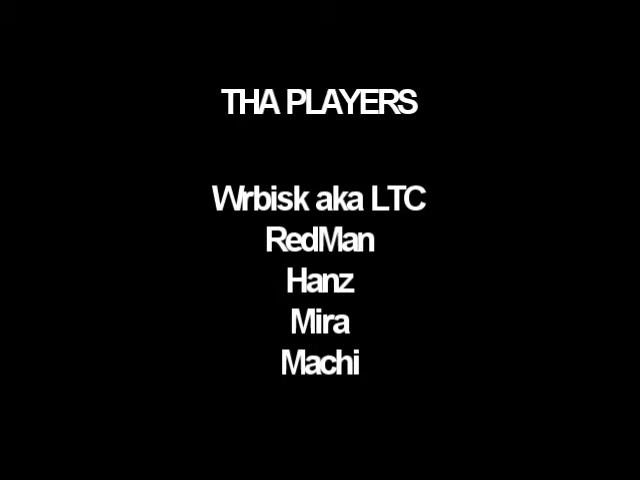 THA PLAYERS
Wrbisk aka LTC
RedMan
Hanz
Mira
Machi